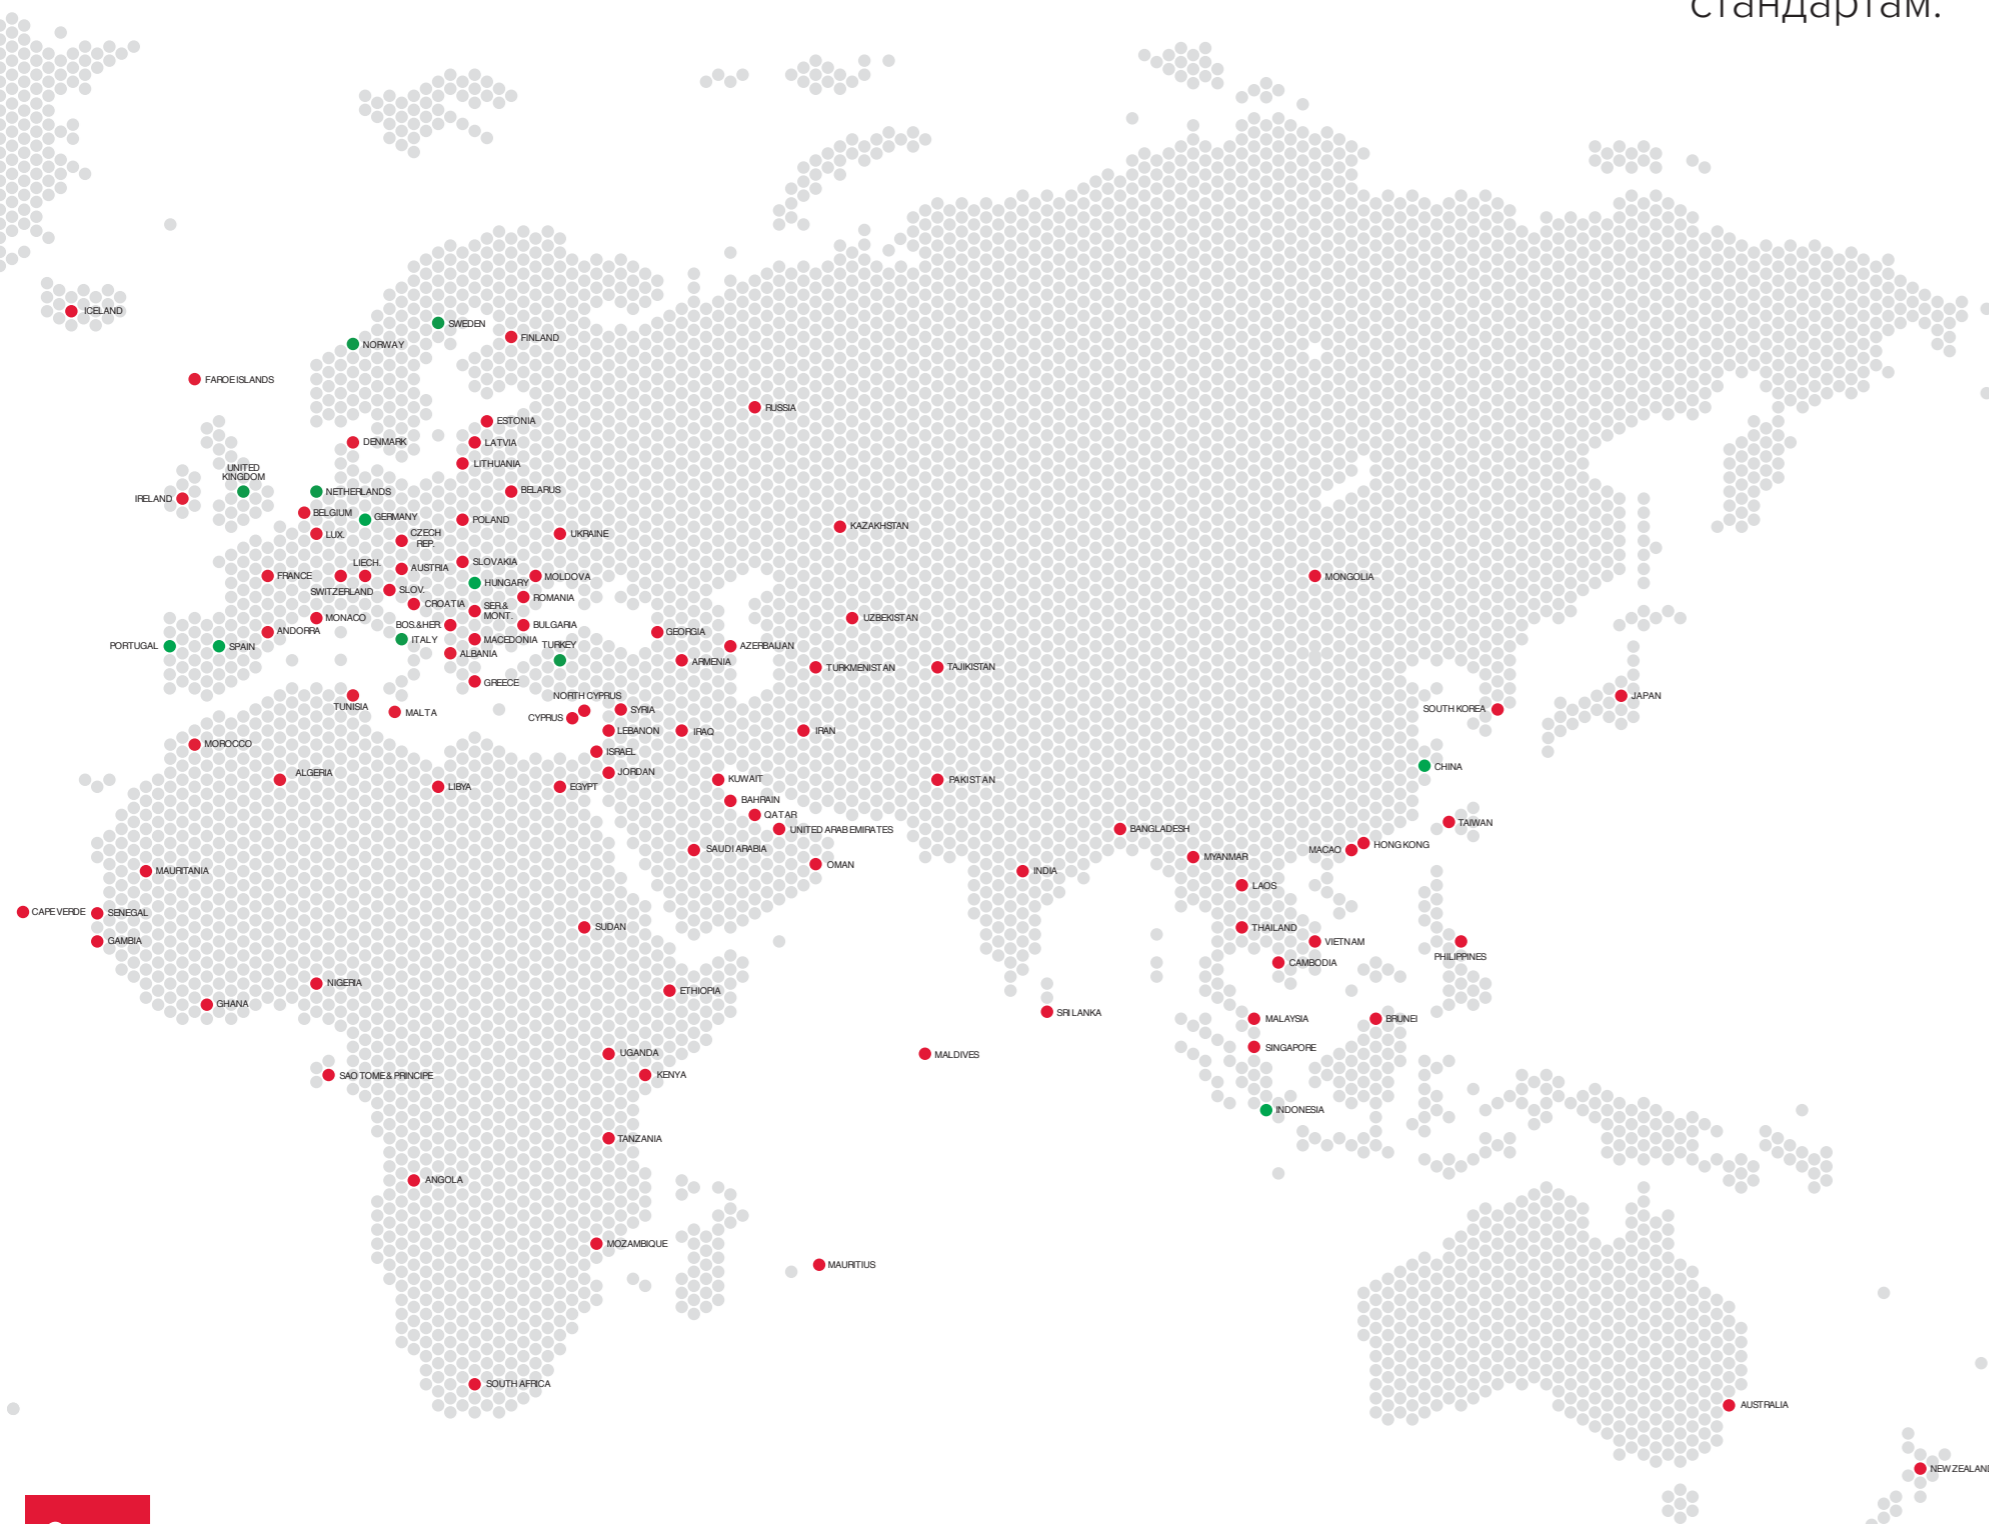 стандартам.
ICELAND
SWEDEN
FINLAND
NORWAY
FAROE ISLANDS
RUSSIA
ESTONIA
DENMARK
LATVIA
LITHUANIA
UNITED
KINGDOM
NETHERLANDS
BELARUS
IRELAND
BELGIUM
GERMANY
POLAND
KAZAKHSTAN
LUX.
CZECH
REP.
UKRAINE
LIECH.
AUSTRIA
SLOVAKIA
FRANCE
HUNGARY
MOLDOVA
MONGOLIA
SWITZERLAND
SLOV.
ROMANIA
CROATIA
SER.&
MONT.
MONACO
BOS.&HER.
BULGARIA
UZBEKISTAN
ANDORRA
GEORGIA
PORTUGAL
SPAIN
ITALY
MACEDONIA
TURKEY
AZERBAIJAN
ALBANIA
ARMENIA
TURKMENISTAN
TAJIKISTAN
GREECE
NORTH CYPRUS
JAPAN
TUNISIA
MALTA
CYPRUS
SYRIA
SOUTH KOREA
LEBANON
IRAQ
IRAN
MOROCCO
ISRAEL
CHINA
ALGERIA
JORDAN
KUWAIT
PAKISTAN
LIBYA
EGYPT
BAHRAIN
QATAR
TAIWAN
UNITED ARAB EMIRATES
BANGLADESH
SAUDI ARABIA
MACAO
HONG KONG
OMAN
MYANMAR
MAURITANIA
INDIA
LAOS
CAPE VERDE
SENEGAL
SUDAN
THAILAND
GAMBIA
VIETNAM
PHILIPPINES
CAMBODIA
NIGERIA
ETHIOPIA
GHANA
SRI LANKA
MALAYSIA
BRUNEI
UGANDA
MALDIVES
SINGAPORE
SAO TOME & PRINCIPE
KENYA
INDONESIA
TANZANIA
ANGOLA
MOZAMBIQUE
MAURITIUS
SOUTH AFRICA
AUSTRALIA
NEW ZEALAND